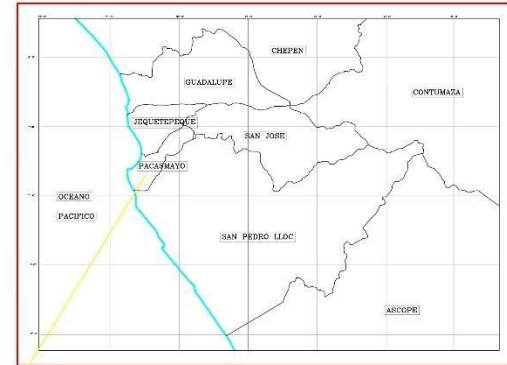 CHEPEN
GUADALUPE
CONTUMAZA
JEQUETEPEQUE
SAN JOSE
PACASMAYO
OCEANO
PACIFICO
SAN PEDRO LLOC
ASCOPE